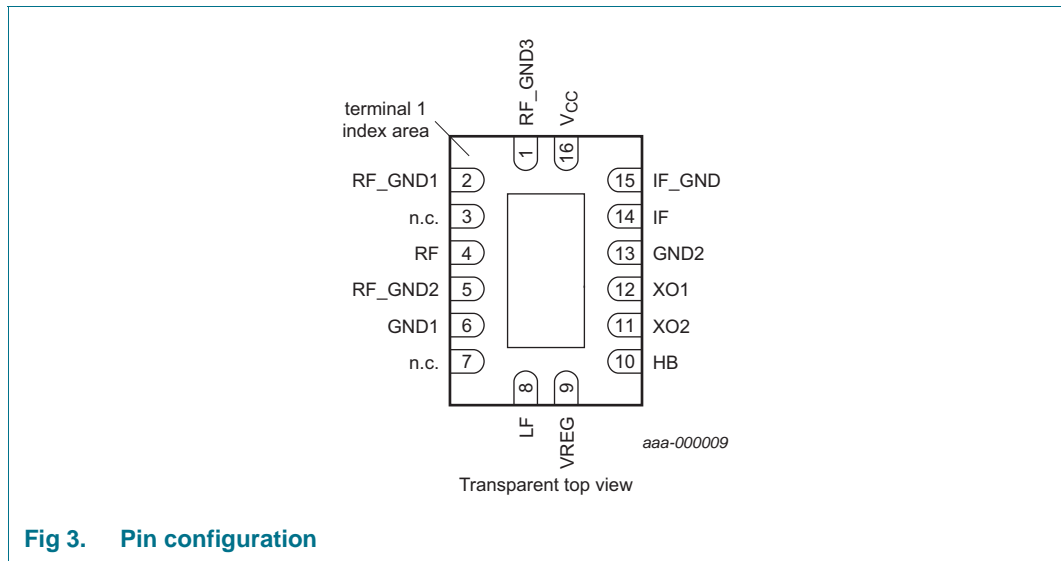 RF_GND3
VCC
terminal 1
index area
1
16
RF_GND1 2
15 IF_GND
n.c. 3
14 IF
RF 4
13 GND2
RF_GND2 5
12 XO1
GND1 6
11 XO2
n.c. 7
10 HB
8
9
LF
VREG
aaa-000009
Transparent top view
Fig 3. Pin configuration